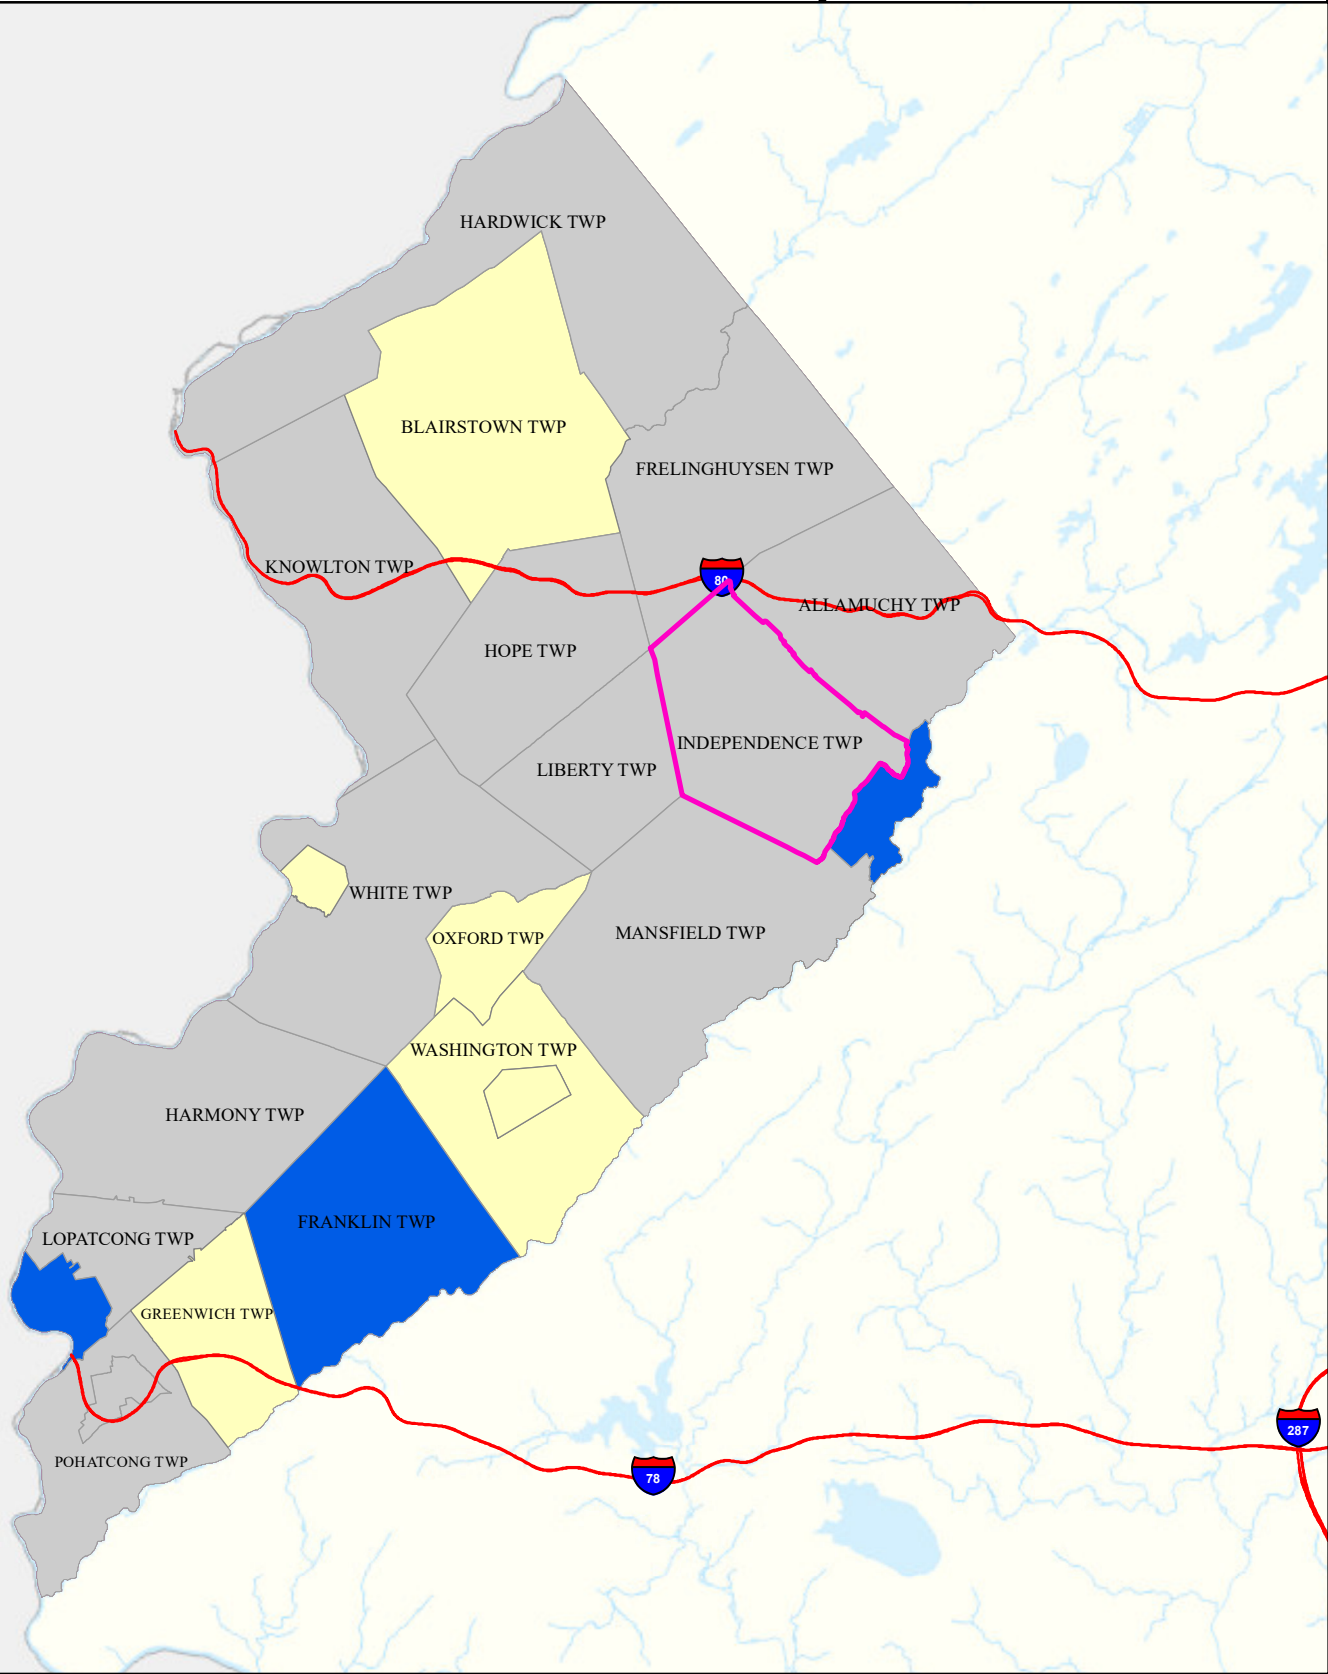 HARDWICK TWP
BLAIRSTOWN TWP
FRELINGHUYSEN TWP
KNOWLTON TWP
80
ALLAMUCHY TWP
HOPE TWP
INDEPENDENCE TWP
LIBERTY TWP
WHITE TWP
OXFORD TWP
MANSFIELD TWP
WASHINGTON TWP
HARMONY TWP
FRANKLIN TWP
LOPATCONG TWP
GREENWICH TWP
287
POHATCONG TWP
78